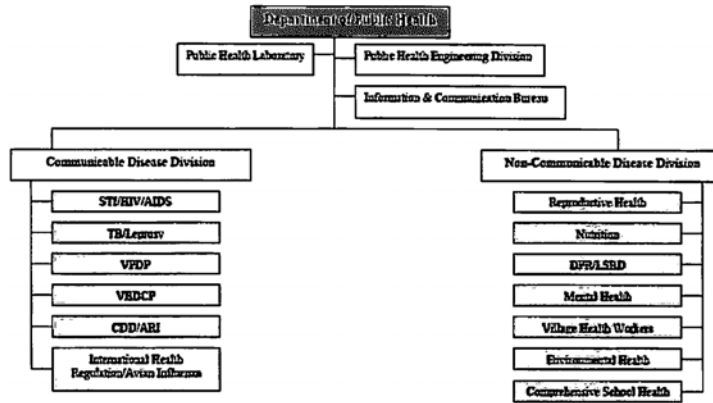 Department of Public Health
Public Health Laboratory
Public Health Engineering Division
Information & Communication Bureau
Communicable Disease Division
Non-Communicable Disease Division
STI/HIV/AIDS
TB/Leprosy
VPDP
VBDCP
CDD/ARI
International Health
Regulation/Avian Influenza
Reproductive Health
Nutrition
Mental Health
Village Health Workers
Environmental Health
Comprehensive School Health